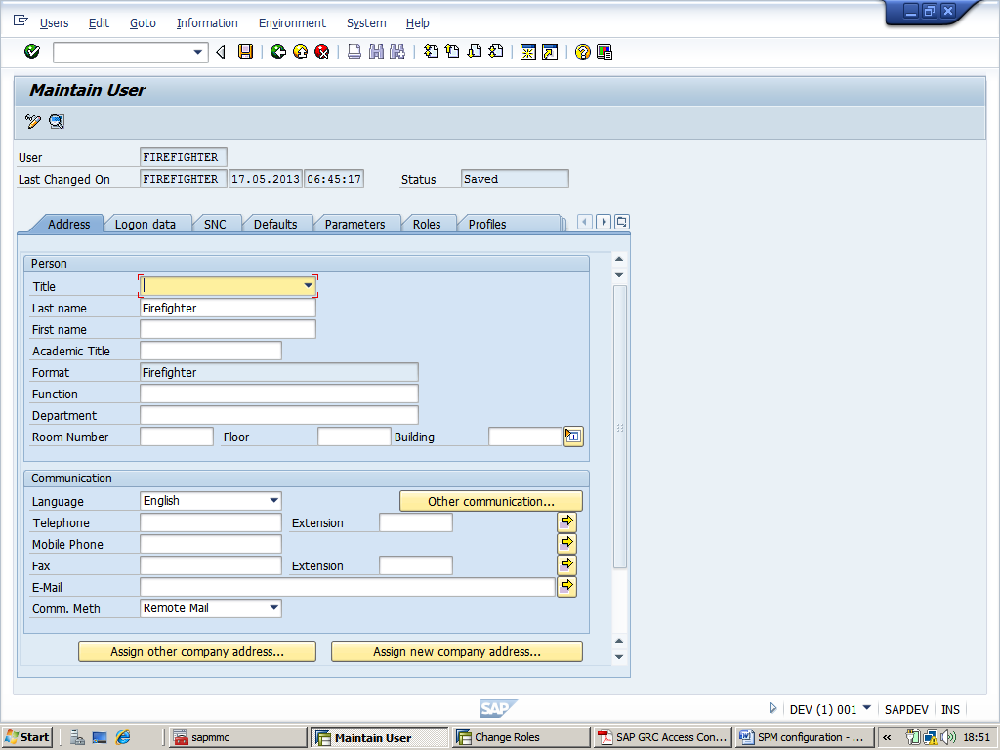 Users Edit Goto Information Environment System Help
Maintain User
User FIREFIGHTER
Last Changed On FIREFIGHTER 17.05.2013 06:45:17 Status Saved
Address Logon data SNC Defaults Parameters Roles Profiles
Person
Title
Last name Firefighter
First name
Academic Title
Format Firefighter
Function
Department
Room Number Floor Building
Communication
Language English Other communication...
Telephone Extension
Mobile Phone
Fax Extension
E-Mail
Comm. Meth Remote Mail
Assign other company address... Assign new company address...
SAP DEV (1) 001 SAPDEV INS
Start sapmmc Maintain User Change Roles SAP GRC Access Con... SPM configuration - ... « 18:51